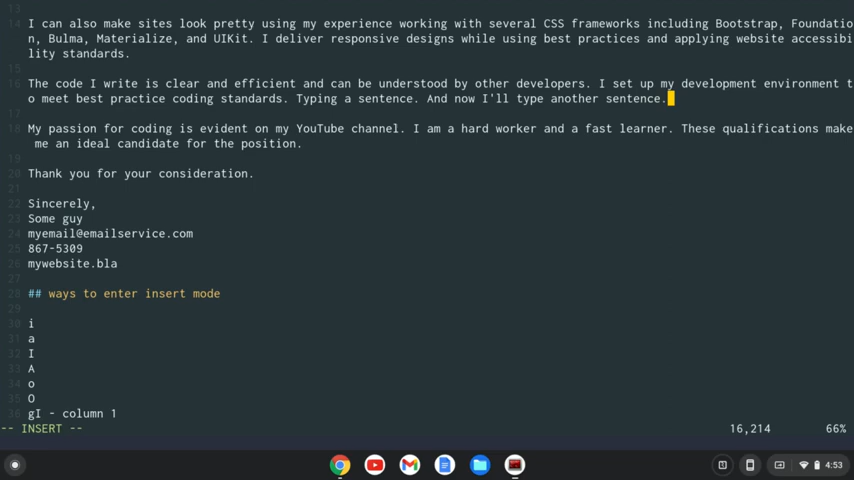 13
14 I can also make sites look pretty using my experience working with several CSS frameworks including Bootstrap, Foundatio
n, Bulma, Materialize, and UIKit. I deliver responsive designs while using best practices and applying website accessibi
lity standards.
15
16 The code I write is clear and efficient and can be understood by other developers. I set up my development environment t
o meet best practice coding standards. Typing a sentence. And now I'll type another sentence.
17
18 My passion for coding is evident on my YouTube channel. I am a hard worker and a fast learner. These qualifications make
me an ideal candidate for the position.
19
20 Thank you for your consideration.
21
22 Sincerely,
23 Some guy
24 myemail@emailservice.com
25 867-5309
26 mywebsite.bla
27
28 ## ways to enter insert mode
29
30 i
31 a
32 I
33 A
34 o
35 O
36 gI - column 1
-- INSERT -- 16,214 66%
4:53